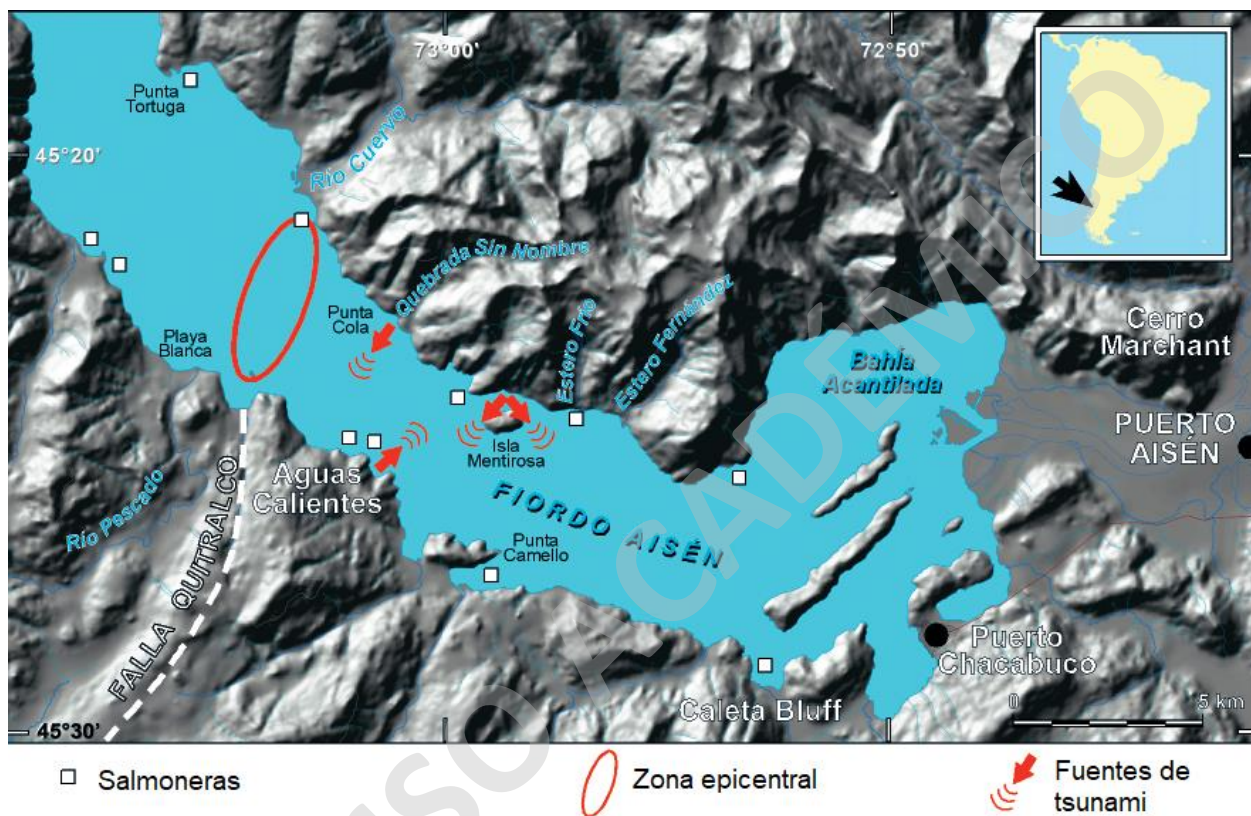 73°00'
72°50'
Punta
Tortuga
45°20'
Río Cuervo
Quebrada Sin Nombre
Punta
Cola
Playa
Blanca
Estero Frío
Estero Fernández
Bahía
Acantilada
Cerro
Marchant
PUERTO
AISÉN
Isla
Mentirosa
Aguas
Calientes
FIORDO AISÉN
Río Pescado
FALLA QUITRALCO
Punta
Camello
Puerto
Chacabuco
Caleta Bluff
0 5 km
45°30'
USO ACADÉMICO
Salmoneras
Zona epicentral
Fuentes de
tsunami